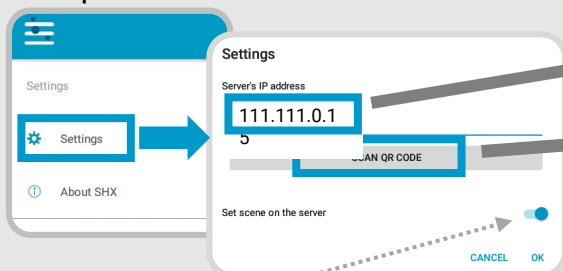 Settings
Settings
About SHX
Settings
Server's IP address
111.111.0.1
5
SCAN QR CODE
Set scene on the server
CANCEL OK